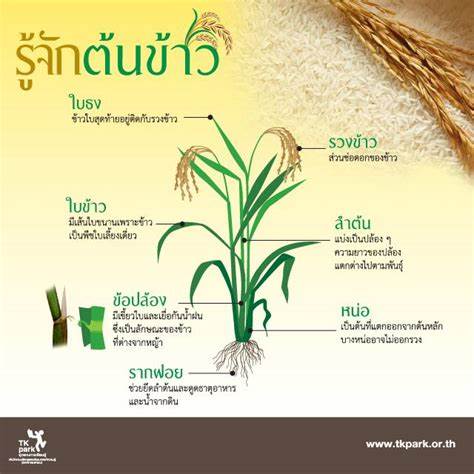 รู้จักต้นข้าว
ใบธง
ข้าวใบสุดท้ายอยู่ติดกับรวงข้าว
รวงข้าว
ส่วนช่อดอกของข้าว
ใบข้าว
มีเส้นใบขนานเพราะข้าว
เป็นพืชใบเลี้ยงเดี่ยว
ลำต้น
แบ่งเป็นปล้อง ๆ
ความยาวของปล้อง
แตกต่างไปตามพันธุ์
ข้อปล้อง
มีเขี้ยวใบและเยื่อกันน้ำฝน
ซึ่งเป็นลักษณะของข้าว
ที่ต่างจากหญ้า
หน่อ
เป็นต้นที่แตกออกจากต้นหลัก
บางหน่ออาจไม่ออกรวง
รากฝอย
ช่วยยึดลำต้นและดูดธาตุอาหาร
และน้ำจากดิน
TK
park
www.tkpark.or.th